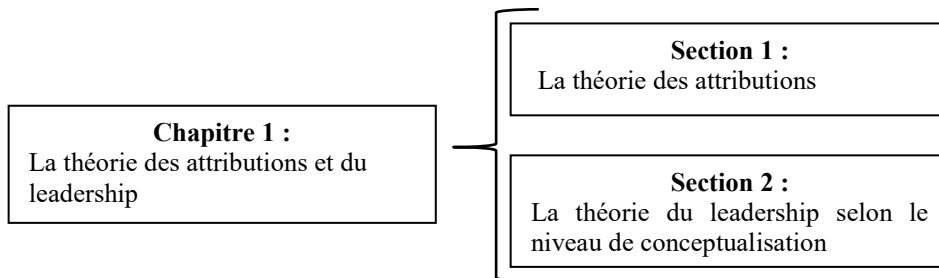 Chapitre 1 :
La théorie des attributions et du
leadership
Section 1 :
La théorie des attributions
Section 2 :
La théorie du leadership selon le
niveau de conceptualisation